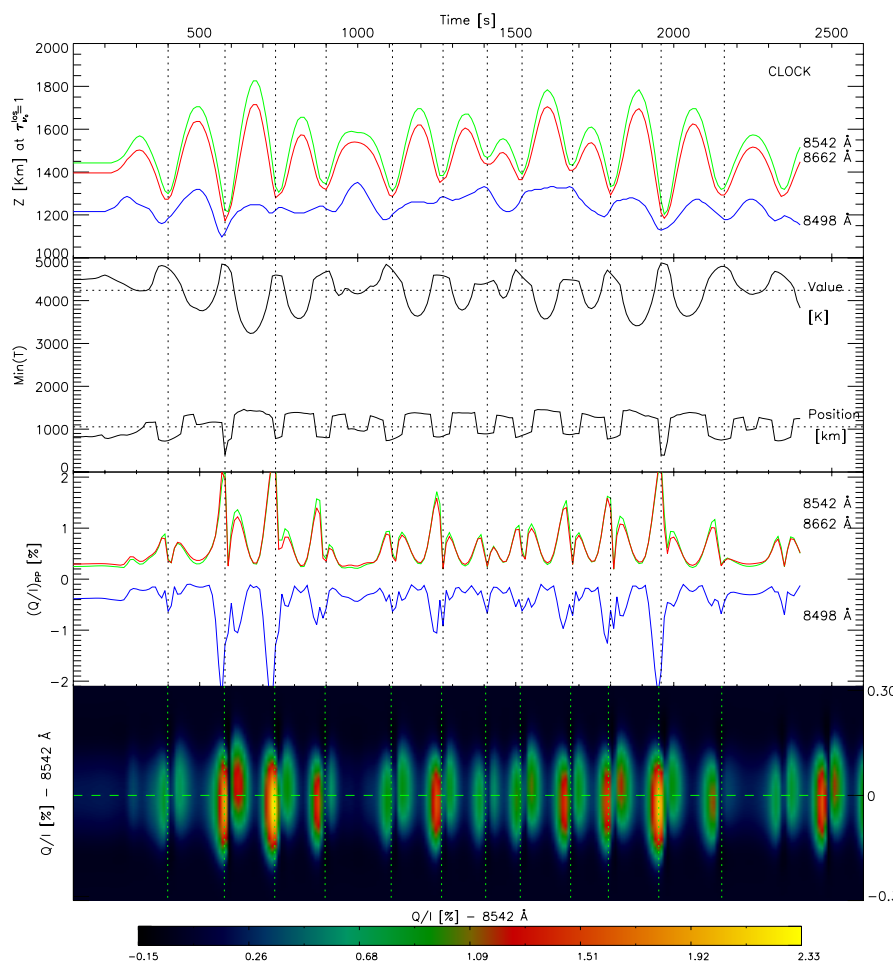 Time [s]
500 1000 1500 2000 2500
2000
1800
1600
1400
1200
1000
Z [Km] at τ^los_ν₀=1
CLOCK
8542 Å
8662 Å
8498 Å
5000
4000
3000
2000
1000
0
Min(T)
Value
[K]
Position
[km]
2
1
0
-1
-2
(Q/I)PP [%]
8542 Å
8662 Å
8498 Å
Q/I [%] - 8542 Å
0.30
0
-0.3
Q/I [%] - 8542 Å
-0.15 0.26 0.68 1.09 1.51 1.92 2.33